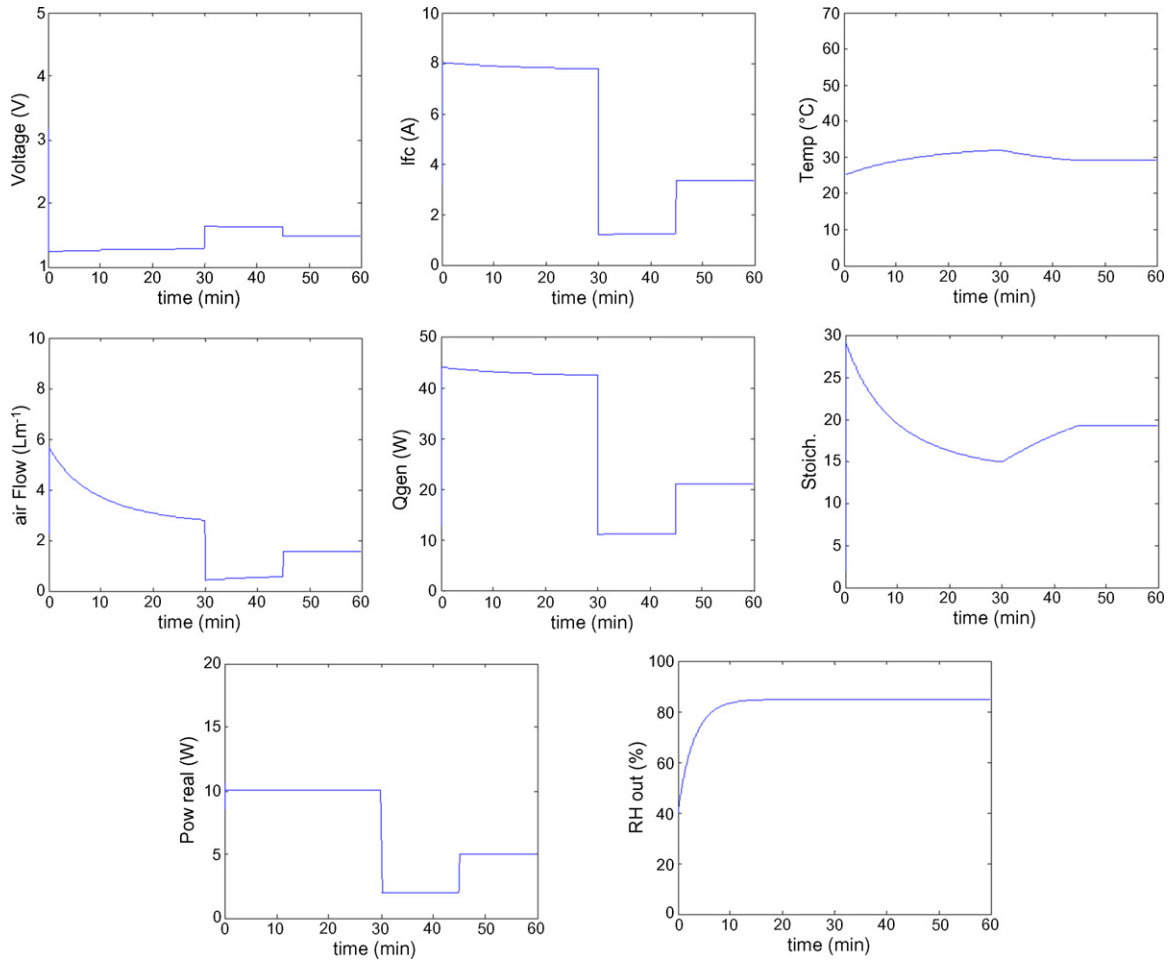 5
4
3
2
1
0 10 20 30 40 50 60
Voltage (V)
time (min)
10
8
6
4
2
0
0 10 20 30 40 50 60
Ifc (A)
time (min)
70
60
50
40
30
20
10
0
0 10 20 30 40 50 60
Temp (°C)
time (min)
10
8
6
4
2
0
0 10 20 30 40 50 60
air Flow (Lm-1)
time (min)
50
40
30
20
10
0
0 10 20 30 40 50 60
Qgen (W)
time (min)
30
25
20
15
10
5
0
0 10 20 30 40 50 60
Stoich.
time (min)
20
15
10
5
0
0 10 20 30 40 50 60
Pow real (W)
time (min)
100
80
60
40
20
0
0 10 20 30 40 50 60
RH out (%)
time (min)